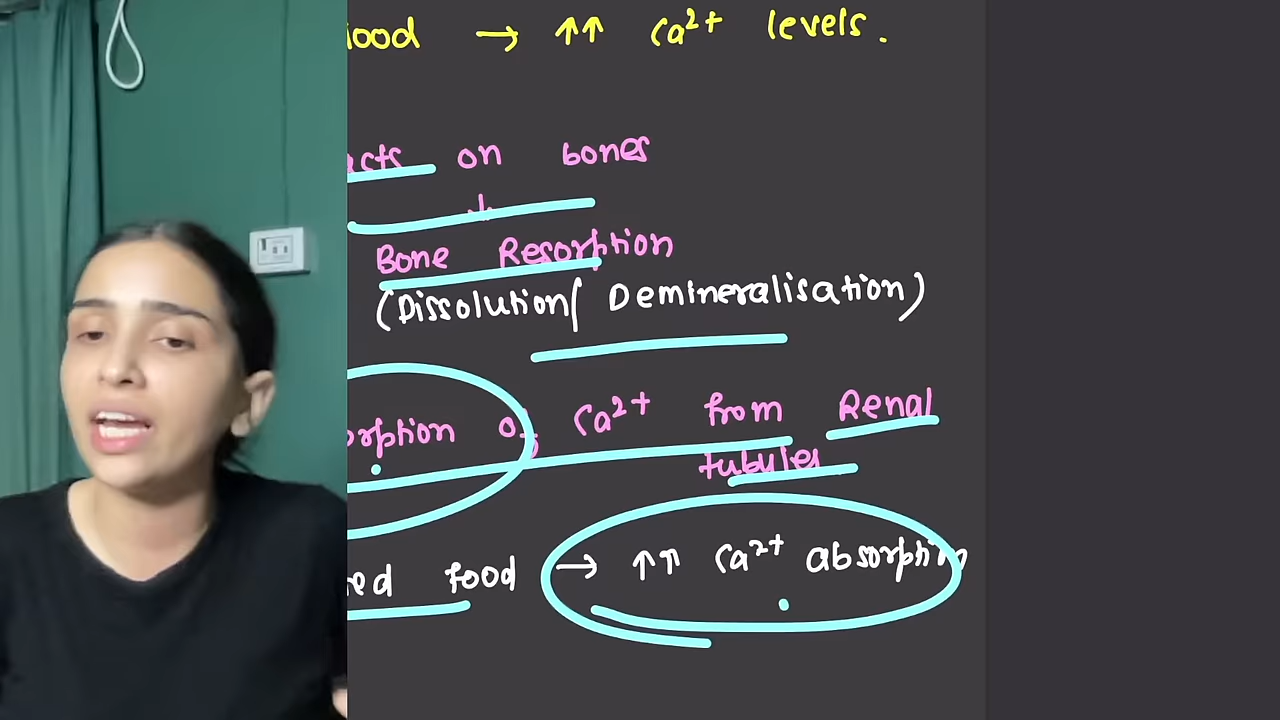 lood → ↑↑ Ca²⁺ levels.
acts on bones
↓
Bone Resorption
(Dissolution/ Demineralisation)
orption of Ca²⁺ from Renal
tubules
ed food → ↑↑ Ca²⁺ absorption